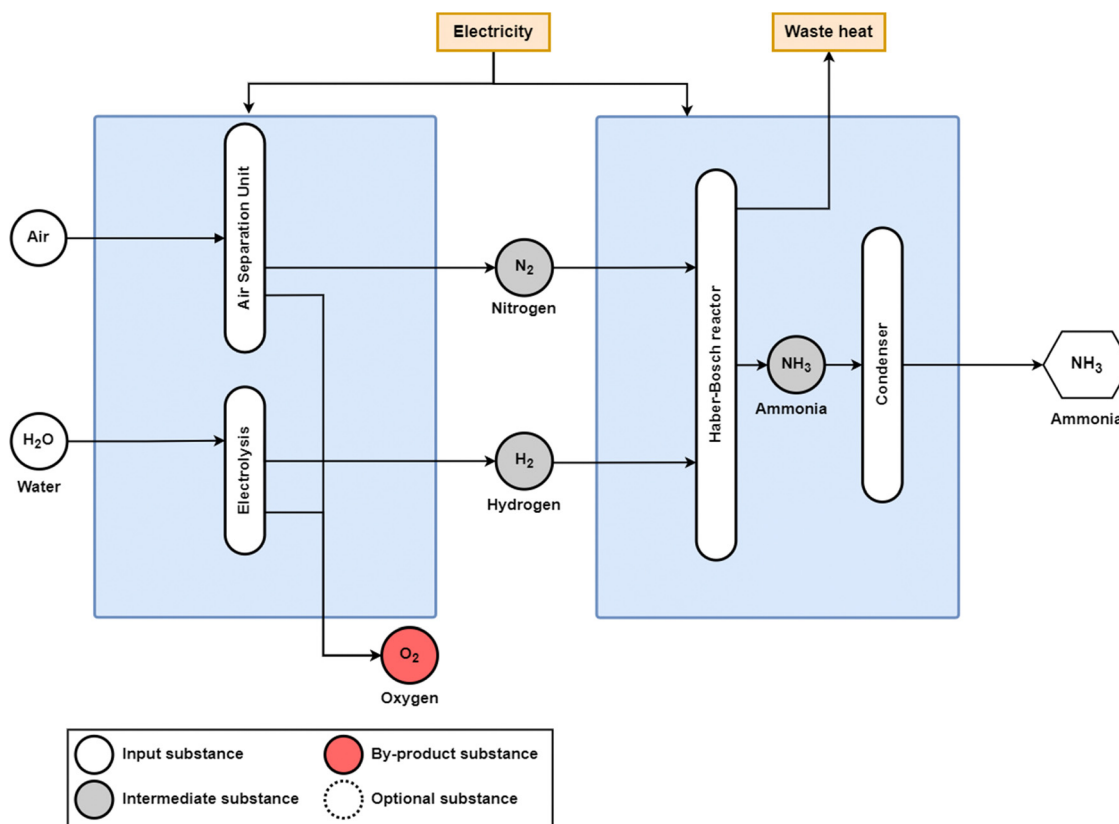 Electricity
Waste heat
Air
Air Separation Unit
N₂
Nitrogen
H₂O
Water
Electrolysis
H₂
Hydrogen
Haber-Bosch reactor
NH₃
Ammonia
Condenser
NH₃
Ammonia
O₂
Oxygen
Input substance
By-product substance
Intermediate substance
Optional substance